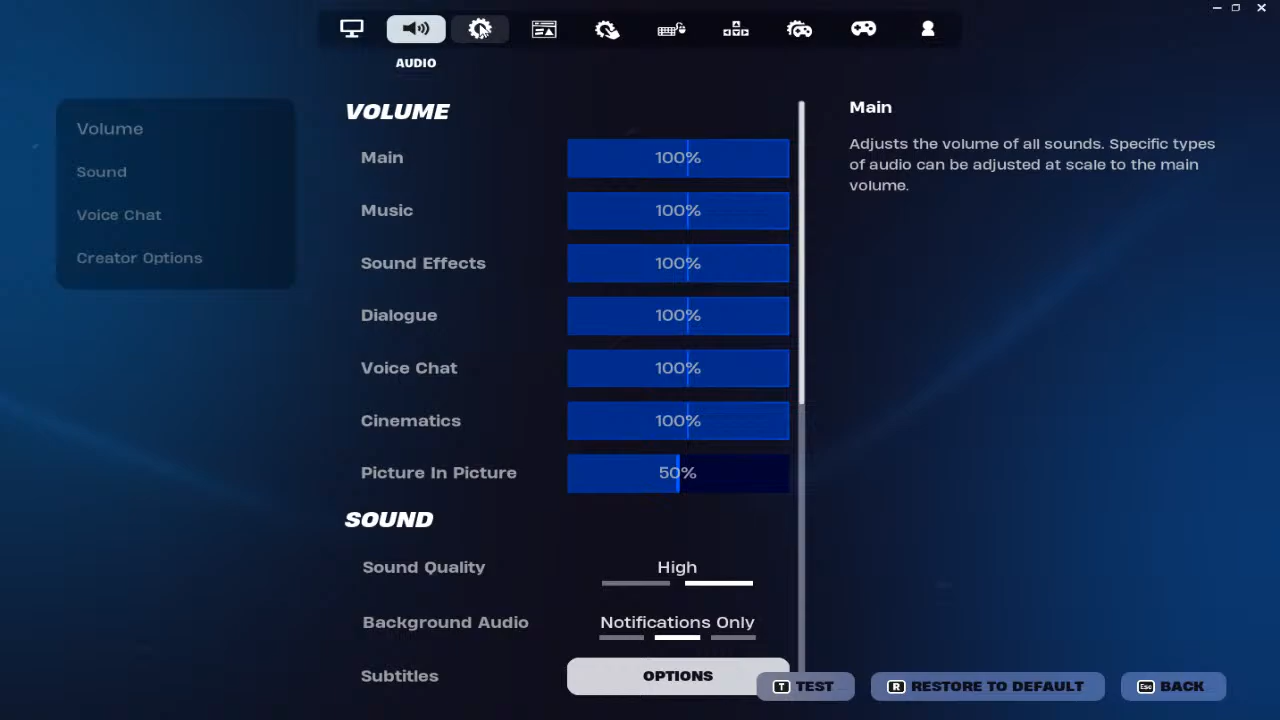 AUDIO
Volume
Sound
Voice Chat
Creator Options
VOLUME
Main 100%
Music 100%
Sound Effects 100%
Dialogue 100%
Voice Chat 100%
Cinematics 100%
Picture In Picture 50%
SOUND
Sound Quality High
Background Audio Notifications Only
Subtitles OPTIONS
Main
Adjusts the volume of all sounds. Specific types
of audio can be adjusted at scale to the main
volume.
T TEST
R RESTORE TO DEFAULT
Esc BACK